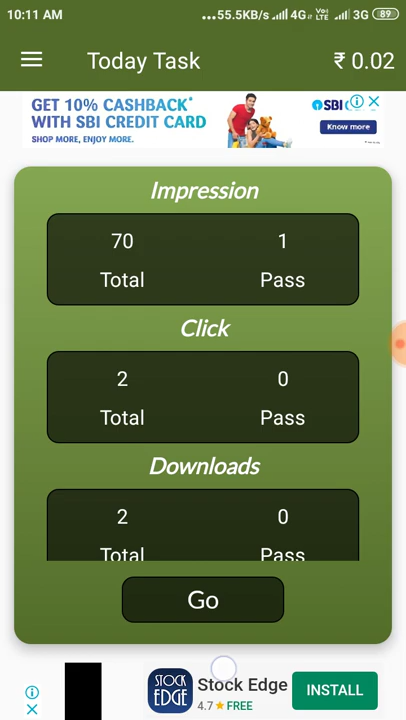 10:11 AM ...55.5KB/s 4G Vo LTE 3G 89
Today Task ₹ 0.02
GET 10% CASHBACK*
WITH SBI CREDIT CARD
SHOP MORE, ENJOY MORE.
SBI
Know more
Impression
70 1
Total Pass
Click
2 0
Total Pass
Downloads
2 0
Total Pass
Go
STOCK
EDGE
Stock Edge
4.7 ★ FREE
INSTALL